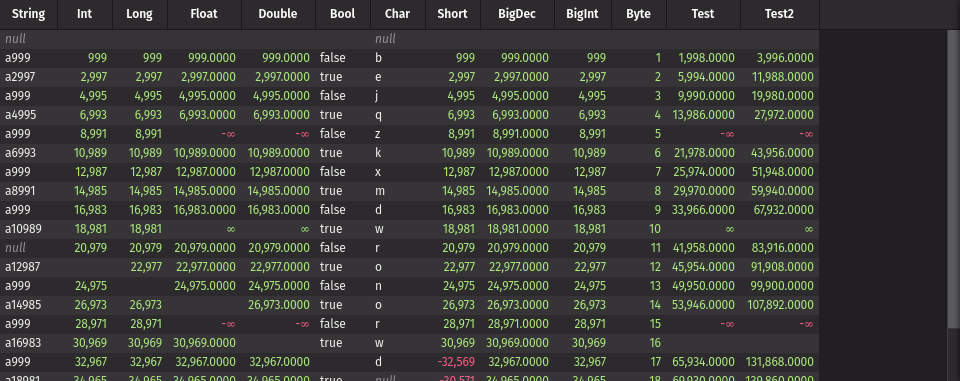 String Int Long Float Double Bool Char Short BigDec BigInt Byte Test Test2
null null
a999 999 999 999.0000 999.0000 false b 999 999.0000 999 1 1,998.0000 3,996.0000
a2997 2,997 2,997 2,997.0000 2,997.0000 true e 2,997 2,997.0000 2,997 2 5,994.0000 11,988.0000
a999 4,995 4,995 4,995.0000 4,995.0000 false j 4,995 4,995.0000 4,995 3 9,990.0000 19,980.0000
a4995 6,993 6,993 6,993.0000 6,993.0000 true q 6,993 6,993.0000 6,993 4 13,986.0000 27,972.0000
a999 8,991 8,991 -∞ -∞ false z 8,991 8,991.0000 8,991 5 -∞ -∞
a6993 10,989 10,989 10,989.0000 10,989.0000 true k 10,989 10,989.0000 10,989 6 21,978.0000 43,956.0000
a999 12,987 12,987 12,987.0000 12,987.0000 false x 12,987 12,987.0000 12,987 7 25,974.0000 51,948.0000
a8991 14,985 14,985 14,985.0000 14,985.0000 true m 14,985 14,985.0000 14,985 8 29,970.0000 59,940.0000
a999 16,983 16,983 16,983.0000 16,983.0000 false d 16,983 16,983.0000 16,983 9 33,966.0000 67,932.0000
a10989 18,981 18,981 ∞ ∞ true w 18,981 18,981.0000 18,981 10 ∞ ∞
null 20,979 20,979 20,979.0000 20,979.0000 false r 20,979 20,979.0000 20,979 11 41,958.0000 83,916.0000
a12987 22,977 22,977.0000 22,977.0000 true o 22,977 22,977.0000 22,977 12 45,954.0000 91,908.0000
a999 24,975 24,975.0000 24,975.0000 false n 24,975 24,975.0000 24,975 13 49,950.0000 99,900.0000
a14985 26,973 26,973 26,973.0000 true o 26,973 26,973.0000 26,973 14 53,946.0000 107,892.0000
a999 28,971 28,971 -∞ -∞ false r 28,971 28,971.0000 28,971 15 -∞ -∞
a16983 30,969 30,969 30,969.0000 true w 30,969 30,969.0000 30,969 16
a999 32,967 32,967 32,967.0000 32,967.0000 d -32,569 32,967.0000 32,967 17 65,934.0000 131,868.0000
a18981 34,965 34,965 34,965.0000 34,965.0000 true null -30,571 34,965.0000 34,965 18 69,930.0000 139,860.0000